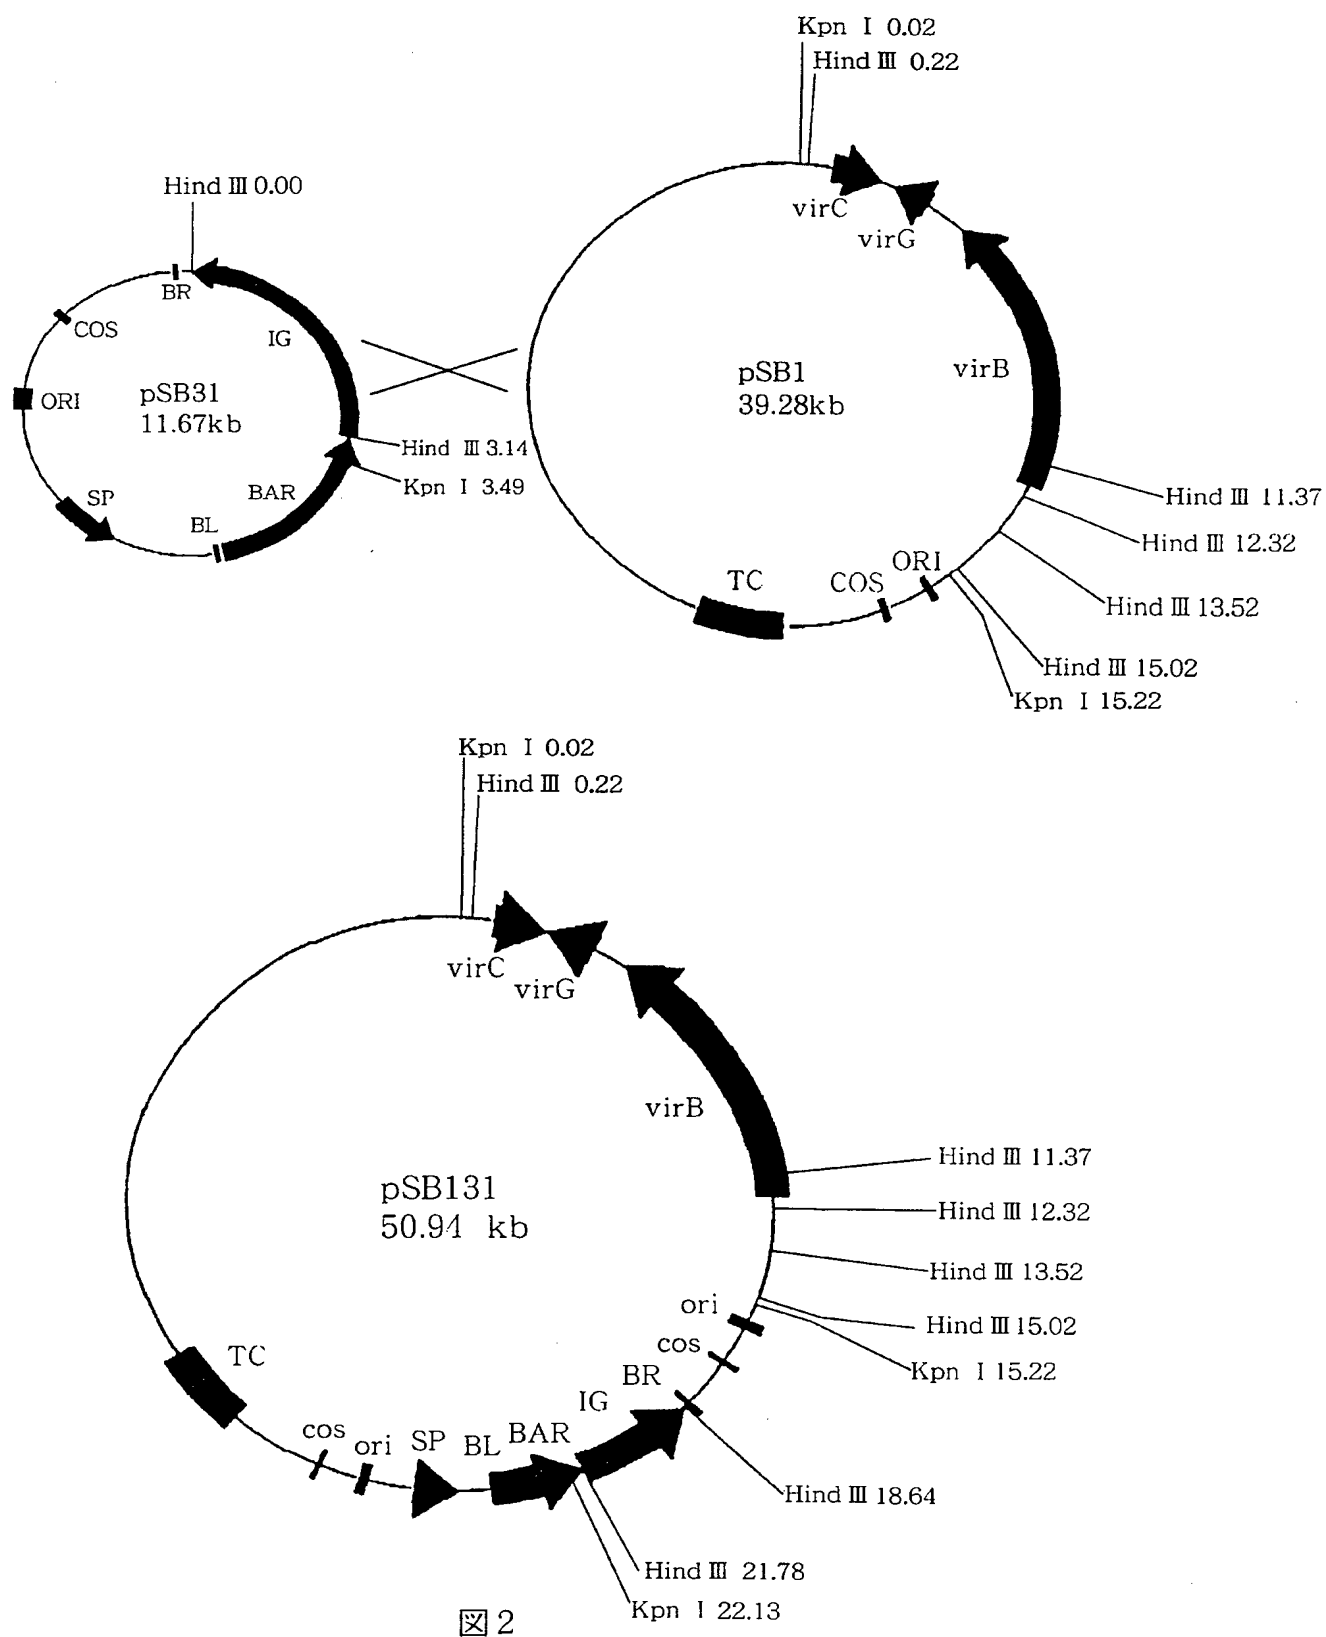 Kpn Ⅰ 0.02
Hind Ⅲ 0.22
Hind Ⅲ 0.00
virC
virG
BR
COS
IG
virB
pSB31
11.67kb
ORI
pSB1
39.28kb
Hind Ⅲ 3.14
Kpn Ⅰ 3.49
SP
BAR
BL
Hind Ⅲ 11.37
Hind Ⅲ 12.32
TC
COS
ORI
Hind Ⅲ 13.52
Hind Ⅲ 15.02
Kpn Ⅰ 15.22
Kpn Ⅰ 0.02
Hind Ⅲ 0.22
virC
virG
virB
pSB131
50.94 kb
Hind Ⅲ 11.37
Hind Ⅲ 12.32
Hind Ⅲ 13.52
ori
Hind Ⅲ 15.02
cos
Kpn Ⅰ 15.22
TC
BR
IG
cos
ori
SP
BL
BAR
Hind Ⅲ 18.64
Hind Ⅲ 21.78
Kpn Ⅰ 22.13
図2